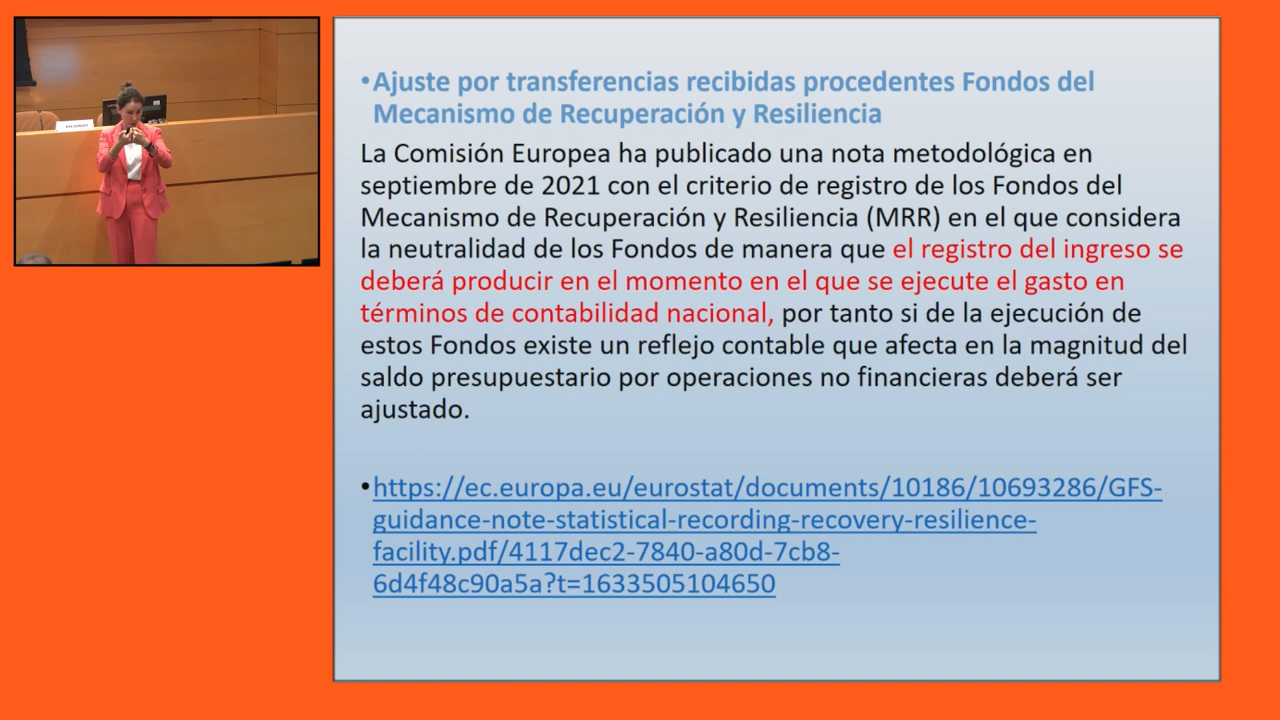 •Ajuste por transferencias recibidas procedentes Fondos del
Mecanismo de Recuperación y Resiliencia
La Comisión Europea ha publicado una nota metodológica en
septiembre de 2021 con el criterio de registro de los Fondos del
Mecanismo de Recuperación y Resiliencia (MRR) en el que considera
la neutralidad de los Fondos de manera que el registro del ingreso se
deberá producir en el momento en el que se ejecute el gasto en
términos de contabilidad nacional, por tanto si de la ejecución de
estos Fondos existe un reflejo contable que afecta en la magnitud del
saldo presupuestario por operaciones no financieras deberá ser
ajustado.
•https://ec.europa.eu/eurostat/documents/10186/10693286/GFS-
guidance-note-statistical-recording-recovery-resilience-
facility.pdf/4117dec2-7840-a80d-7cb8-
6d4f48c90a5a?t=1633505104650